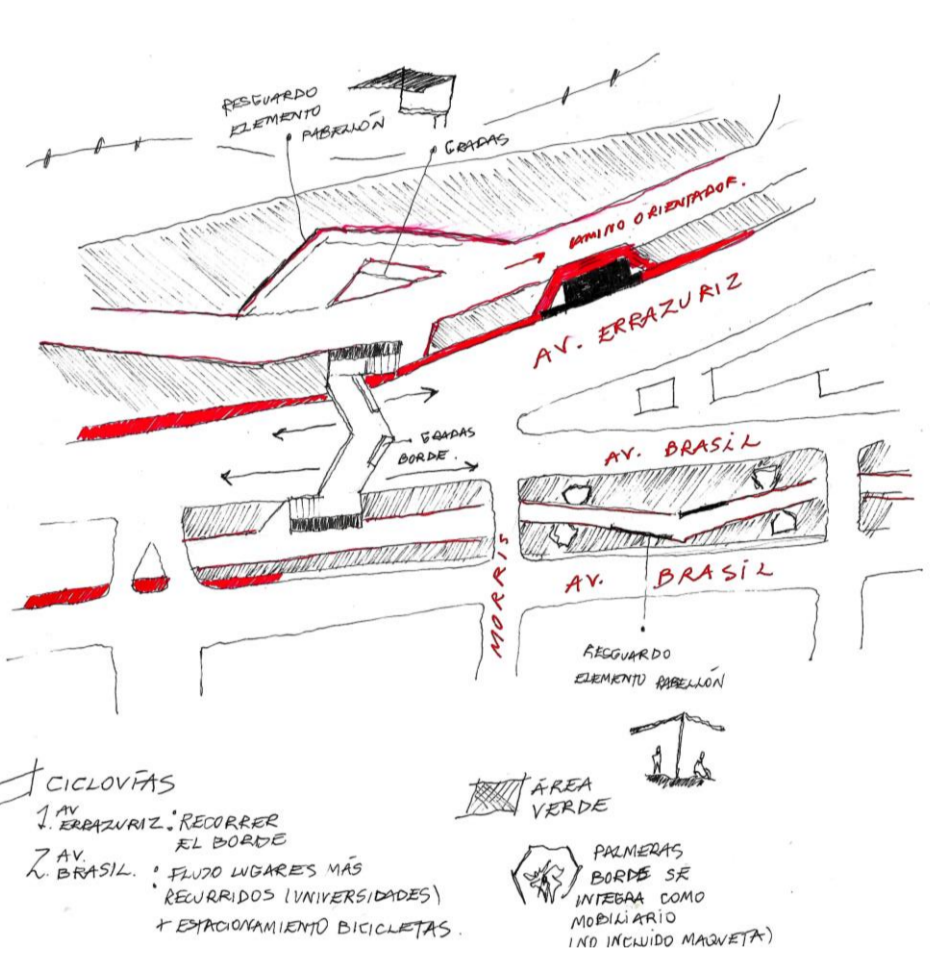 RESGUARDO
ELEMENTO
PABELLÓN
GRADAS
CAMINO ORIENTADOR.
AV. ERRAZURIZ
GRADAS
BORDE.
AV. BRASIL
MORRIS
AV. BRASIL
RESGUARDO
ELEMENTO PABELLÓN
CICLOVÍAS
1. AV
ERRAZURIZ: RECORRER
EL BORDE
2. AV.
BRASIL. : FLUJO LUGARES MÁS
RECURRIDOS (UNIVERSIDADES)
+ ESTACIONAMIENTO BICICLETAS.
ÁREA
VERDE
PALMERAS
BORDE SE
INTEGRA COMO
MOBILIARIO
(NO INCLUIDO MAQUETA)